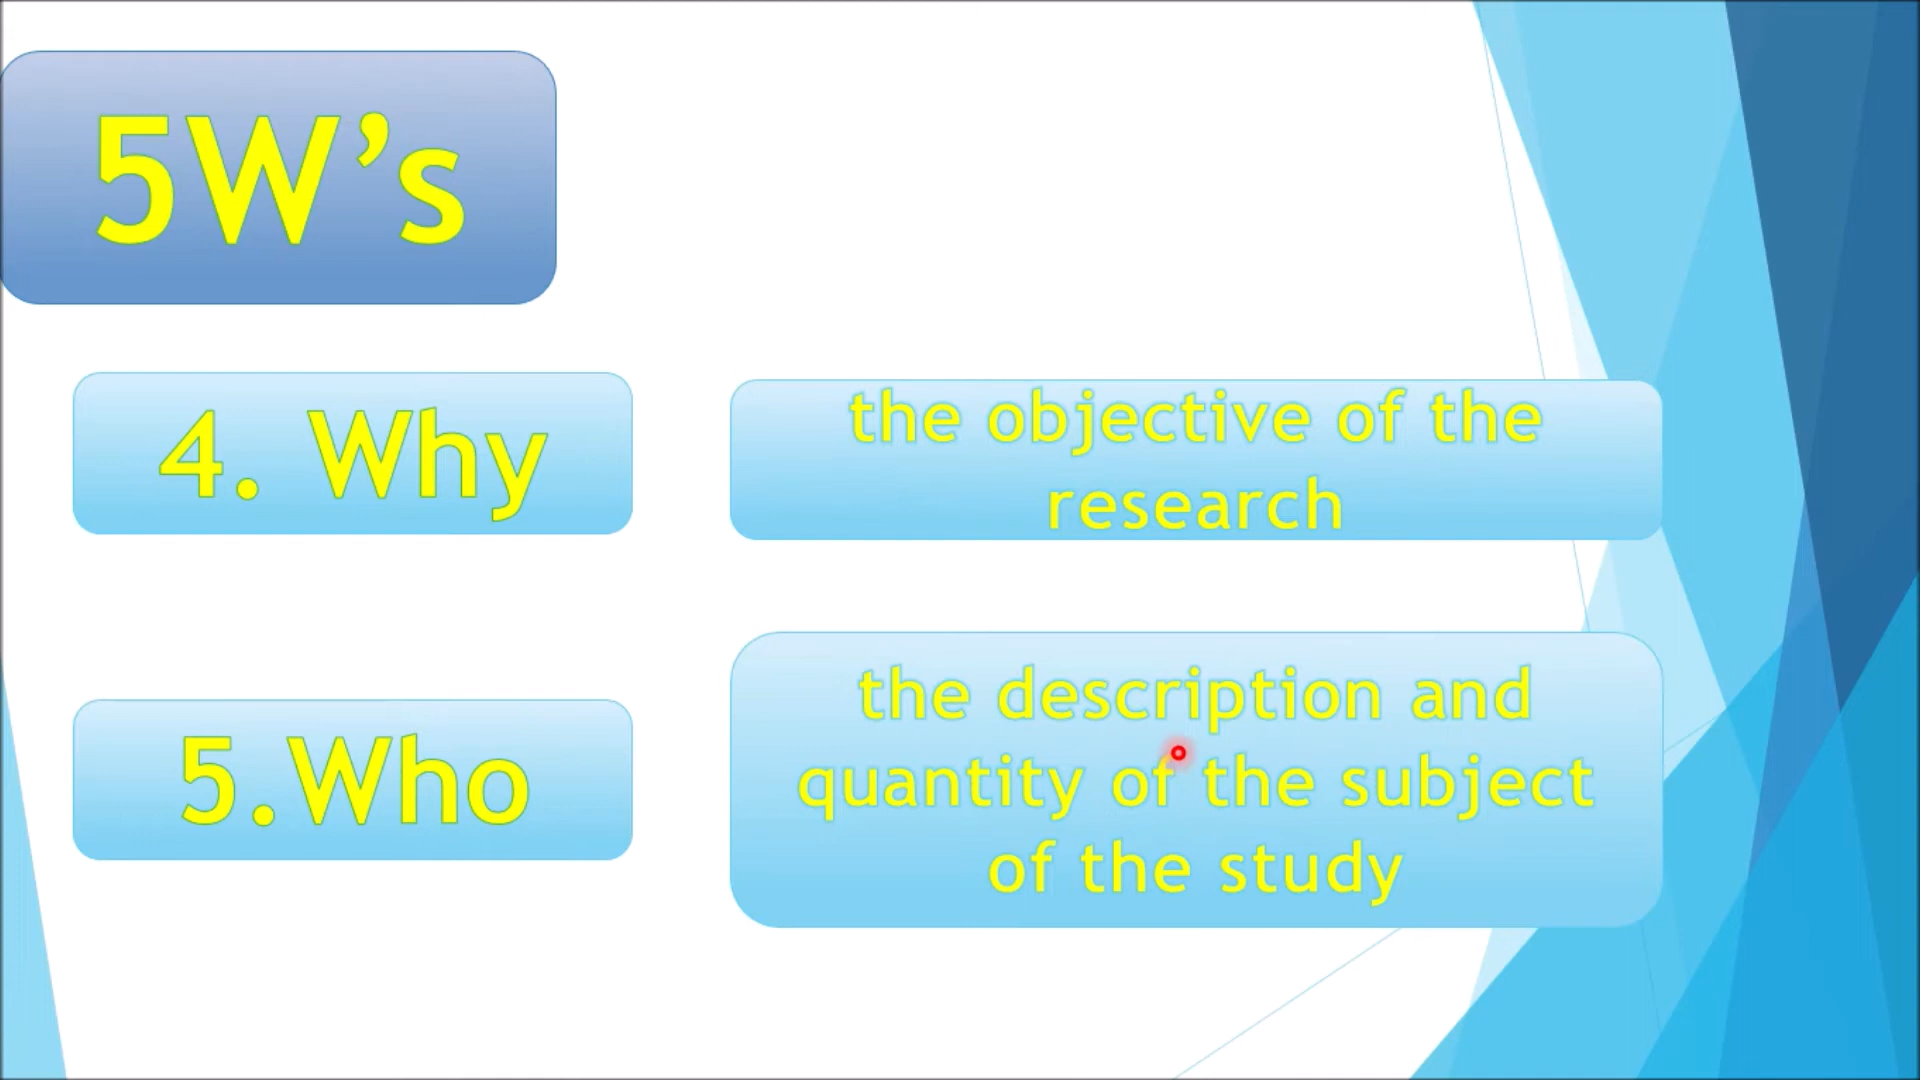 5W’s
4. Why
the objective of the
research
5.Who
the description and
quantity of the subject
of the study